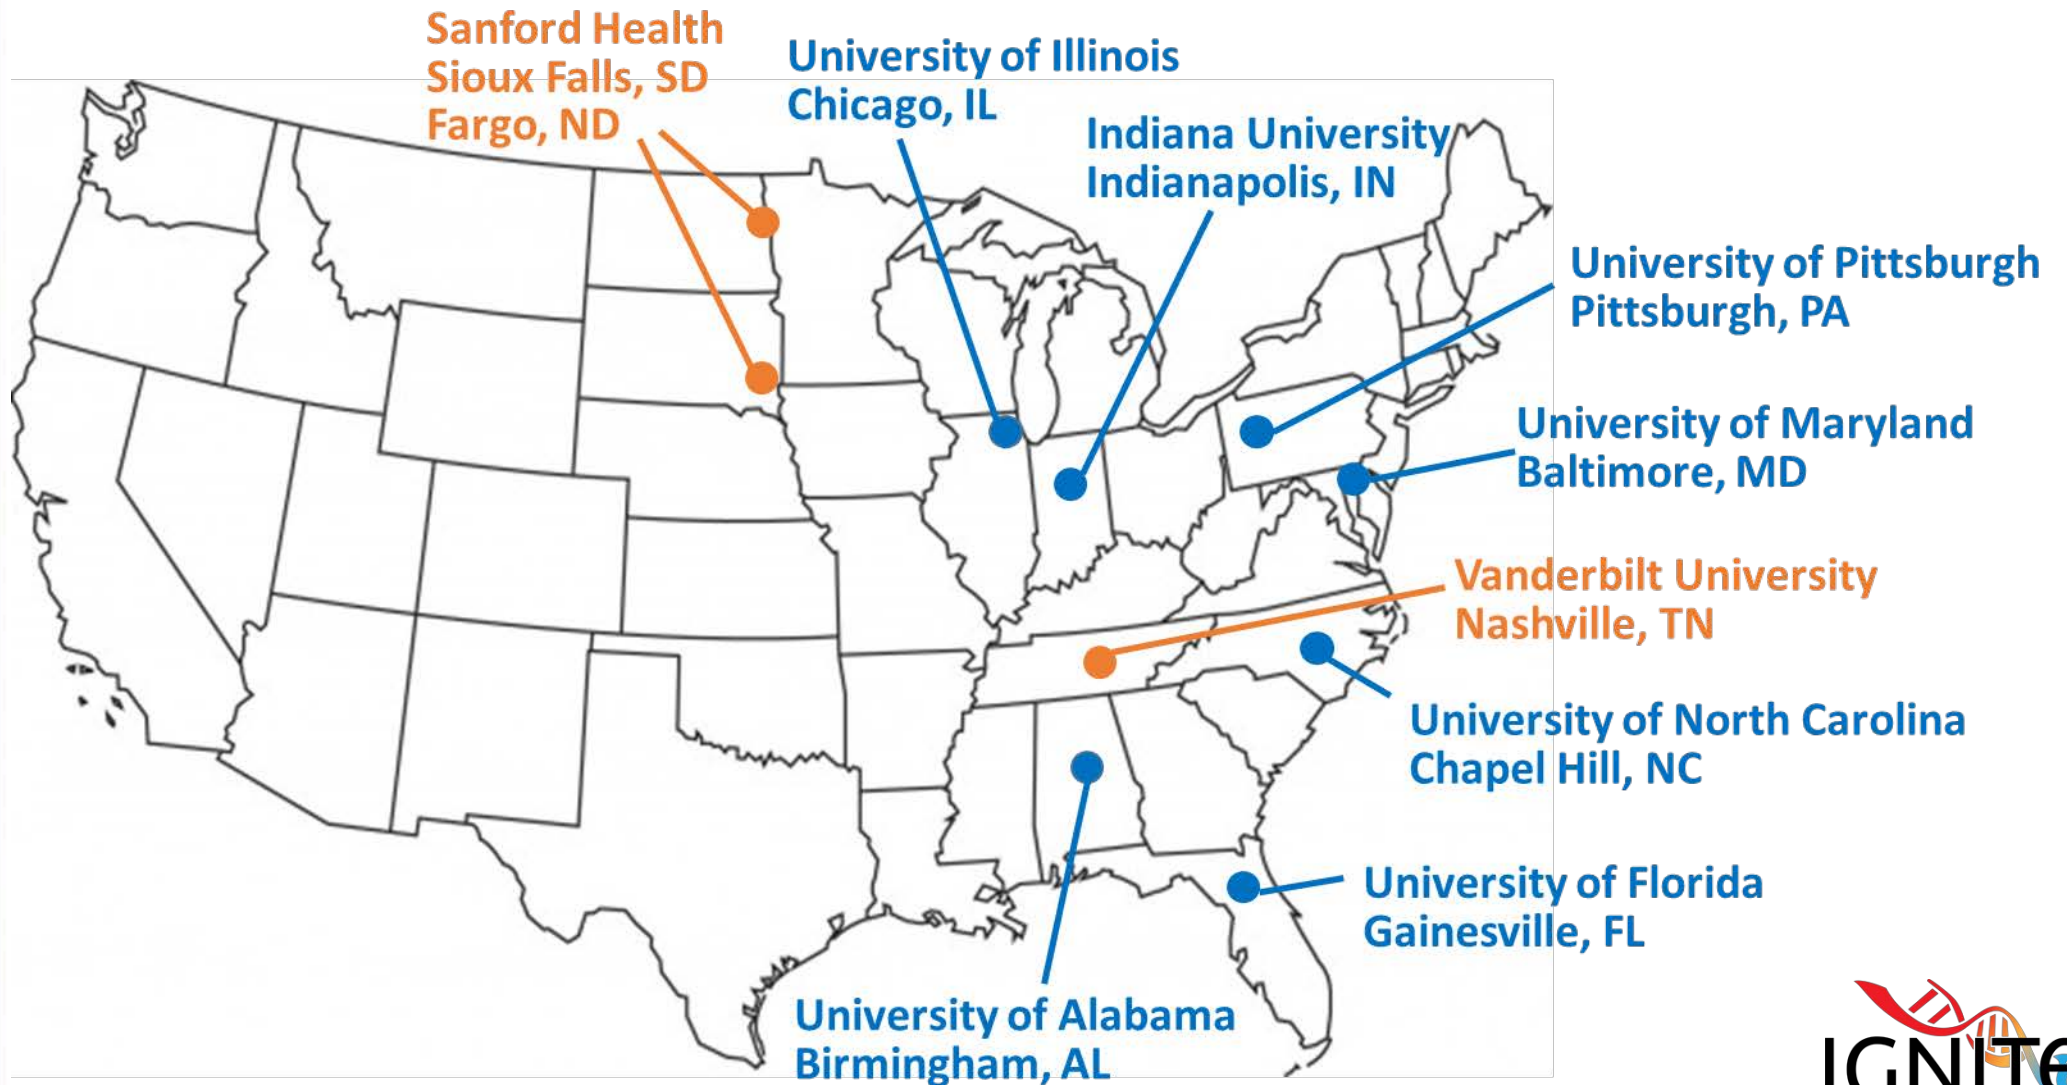 Sanford Health
Sioux Falls, SD
Fargo, ND
University of Illinois
Chicago, IL
Indiana University
Indianapolis, IN
University of Pittsburgh
Pittsburgh, PA
University of Maryland
Baltimore, MD
Vanderbilt University
Nashville, TN
University of North Carolina
Chapel Hill, NC
University of Florida
Gainesville, FL
University of Alabama
Birmingham, AL
IGNITe